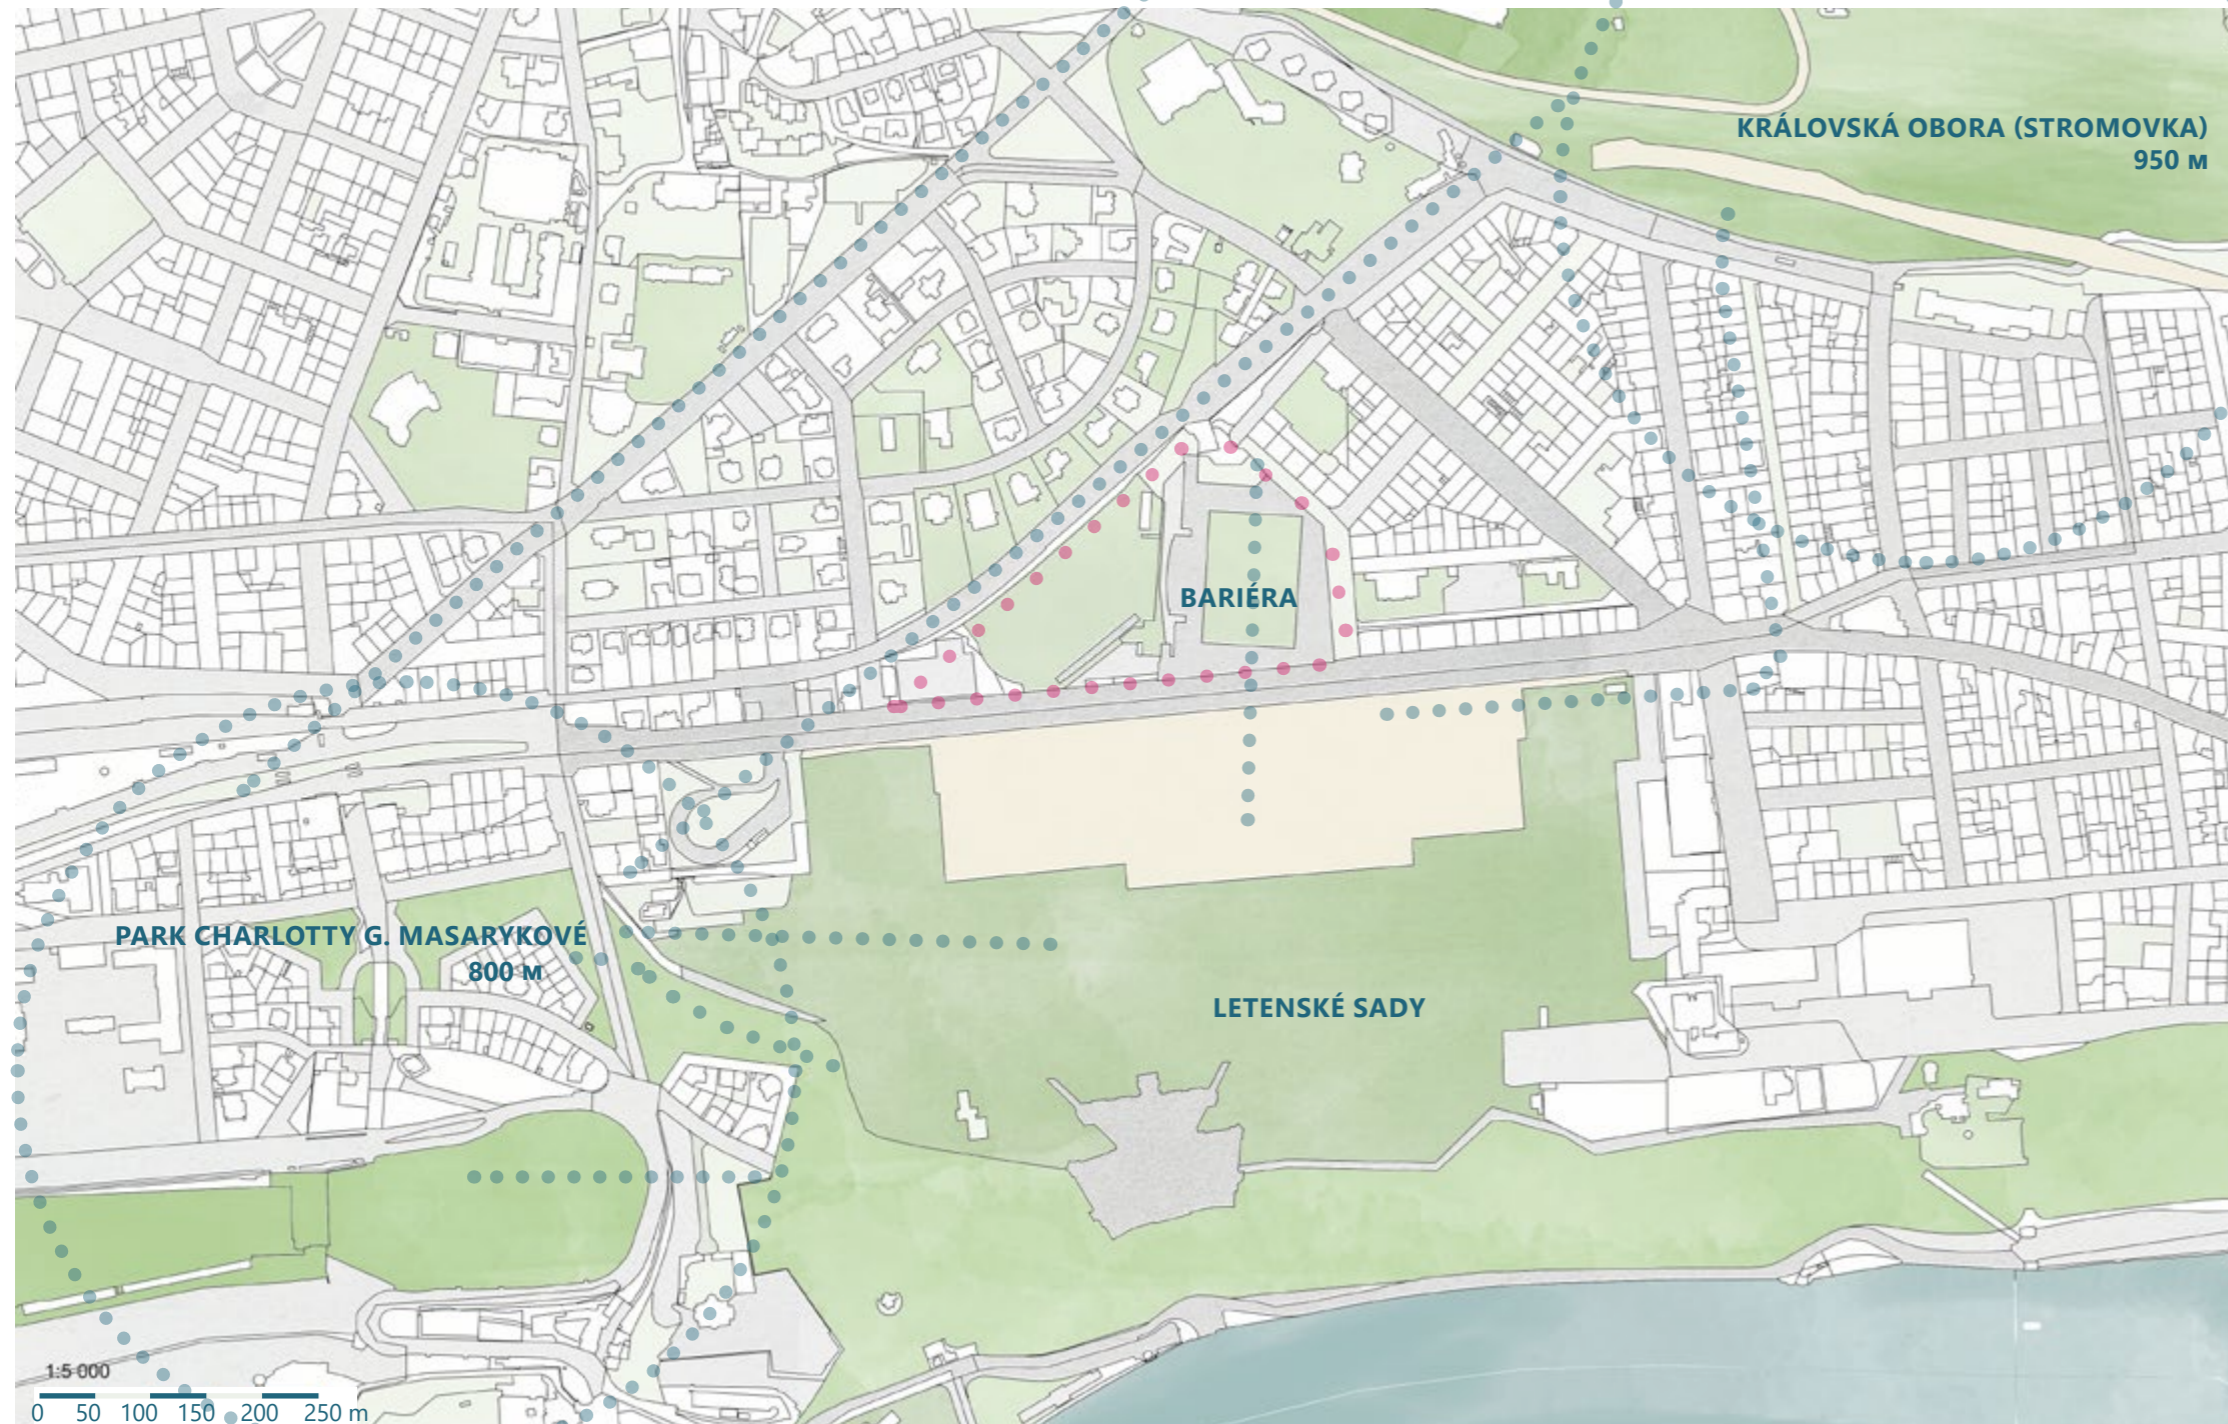 KRÁLOVSKÁ OBORA (STROMOVKA)
950 м
BARIÉRA
PARK CHARLOTTY G. MASARYKOVÉ
800 м
LETENSKÉ SADY
1:5 000
0 50 100 150 200 250 m